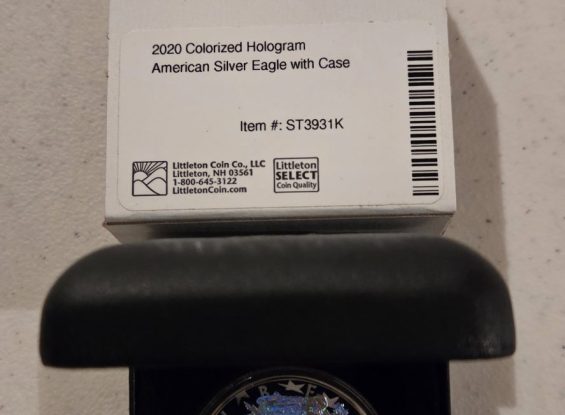 2020 Colorized Hologram
American Silver Eagle with Case
Item #: ST3931K
Littleton Coin Co., LLC
Littleton, NH 03561
1-800-645-3122
LittletonCoin.com
Littleton
SELECT
Coin Quality